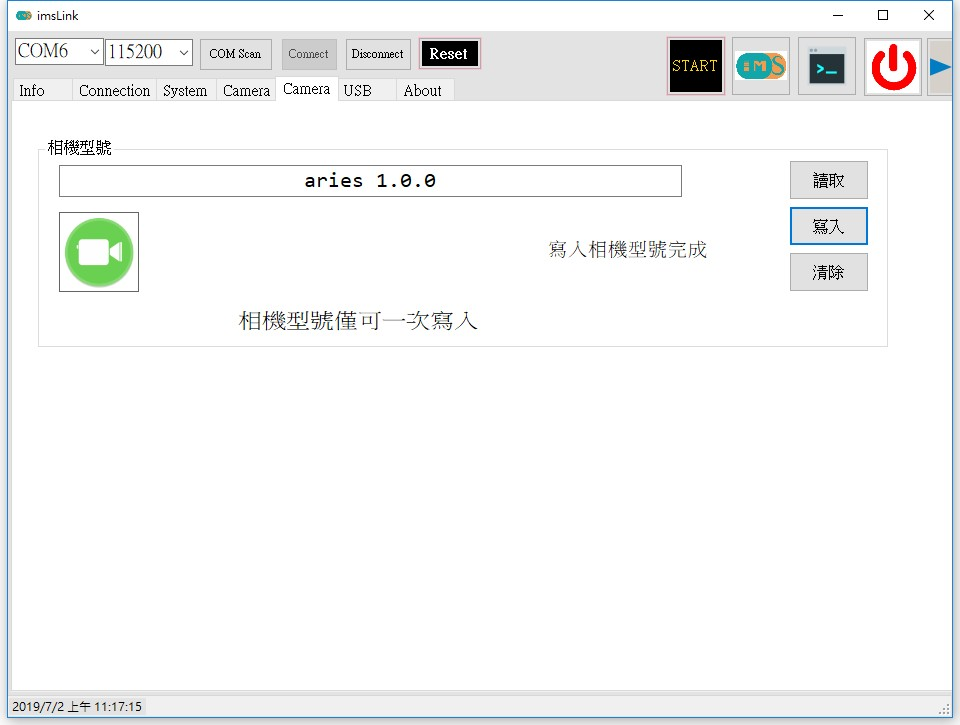 imsLink
COM6 115200 COM Scan Connect Disconnect Reset START iMS >_
Info Connection System Camera Camera USB About
相機型號
aries 1.0.0 讀取
寫入
寫入相機型號完成
清除
相機型號僅可一次寫入
2019/7/2 上午 11:17:15